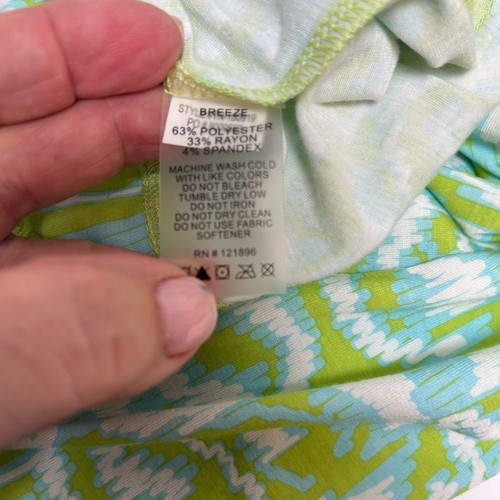 BREEZE
63% POLYESTER
33% RAYON
4% SPANDEX
MACHINE WASH COLD
WITH LIKE COLORS
DO NOT BLEACH
TUMBLE DRY LOW
DO NOT IRON
DO NOT DRY CLEAN
DO NOT USE FABRIC
SOFTENER
RN # 121896